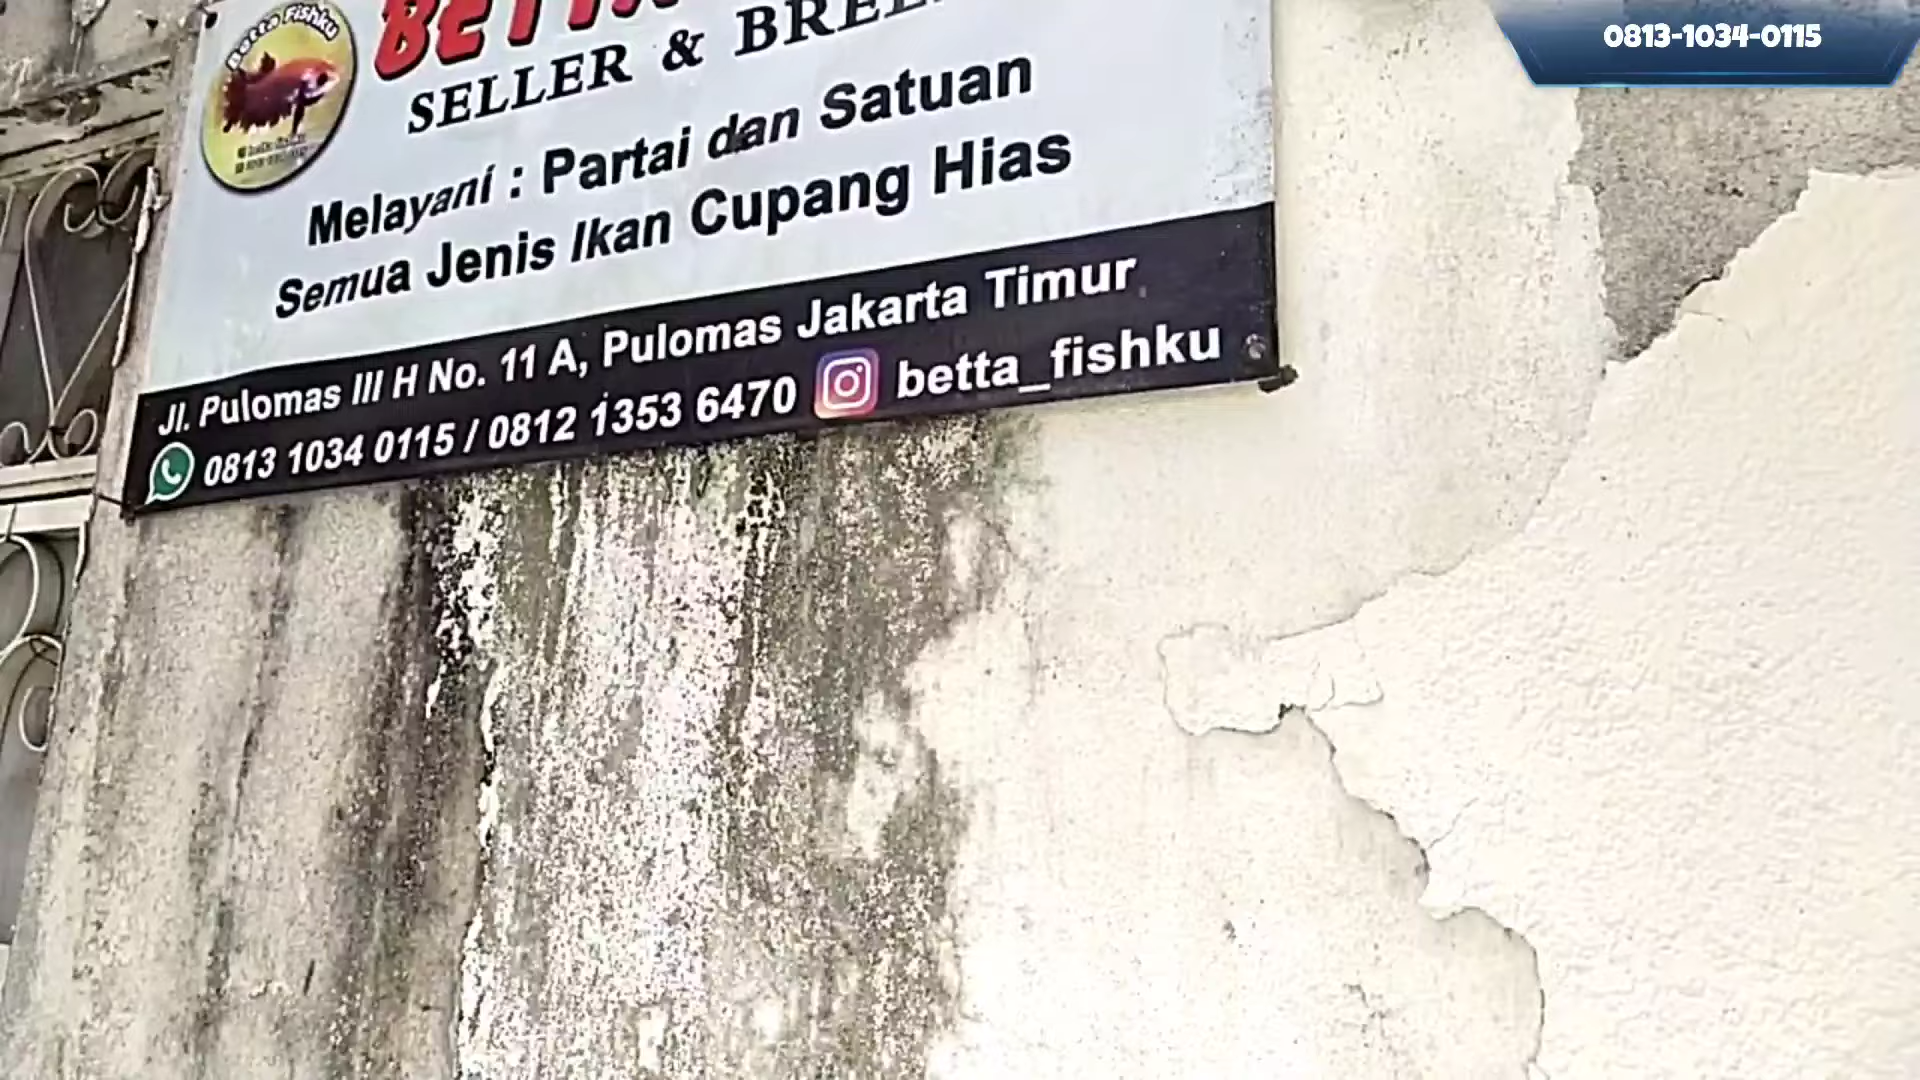 0813-1034-0115
Betta Fishku
SELLER &
Melayani : Partai dan Satuan
Semua Jenis Ikan Cupang Hias
Jl. Pulomas III H No. 11 A, Pulomas Jakarta Timur
0813 1034 0115 / 0812 1353 6470 betta_fishku